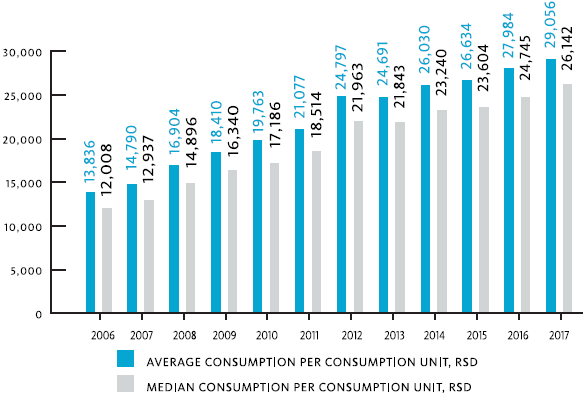 13,836 12,008 14,790 12,937 16,904 14,896 18,410 16,340 19,763 17,186 21,077 18,514 24,797 21,963 24,691 21,843 26,030 23,240 26,634 23,604 27,984 24,745 29,056 26,142
30,000
25,000
20,000
15,000
10,000
5,000
0
2006 2007 2008 2009 2010 2011 2012 2013 2014 2015 2016 2017
AVERAGE CONSUMPTION PER CONSUMPTION UNIT, RSD
MEDIAN CONSUMPTION PER CONSUMPTION UNIT, RSD